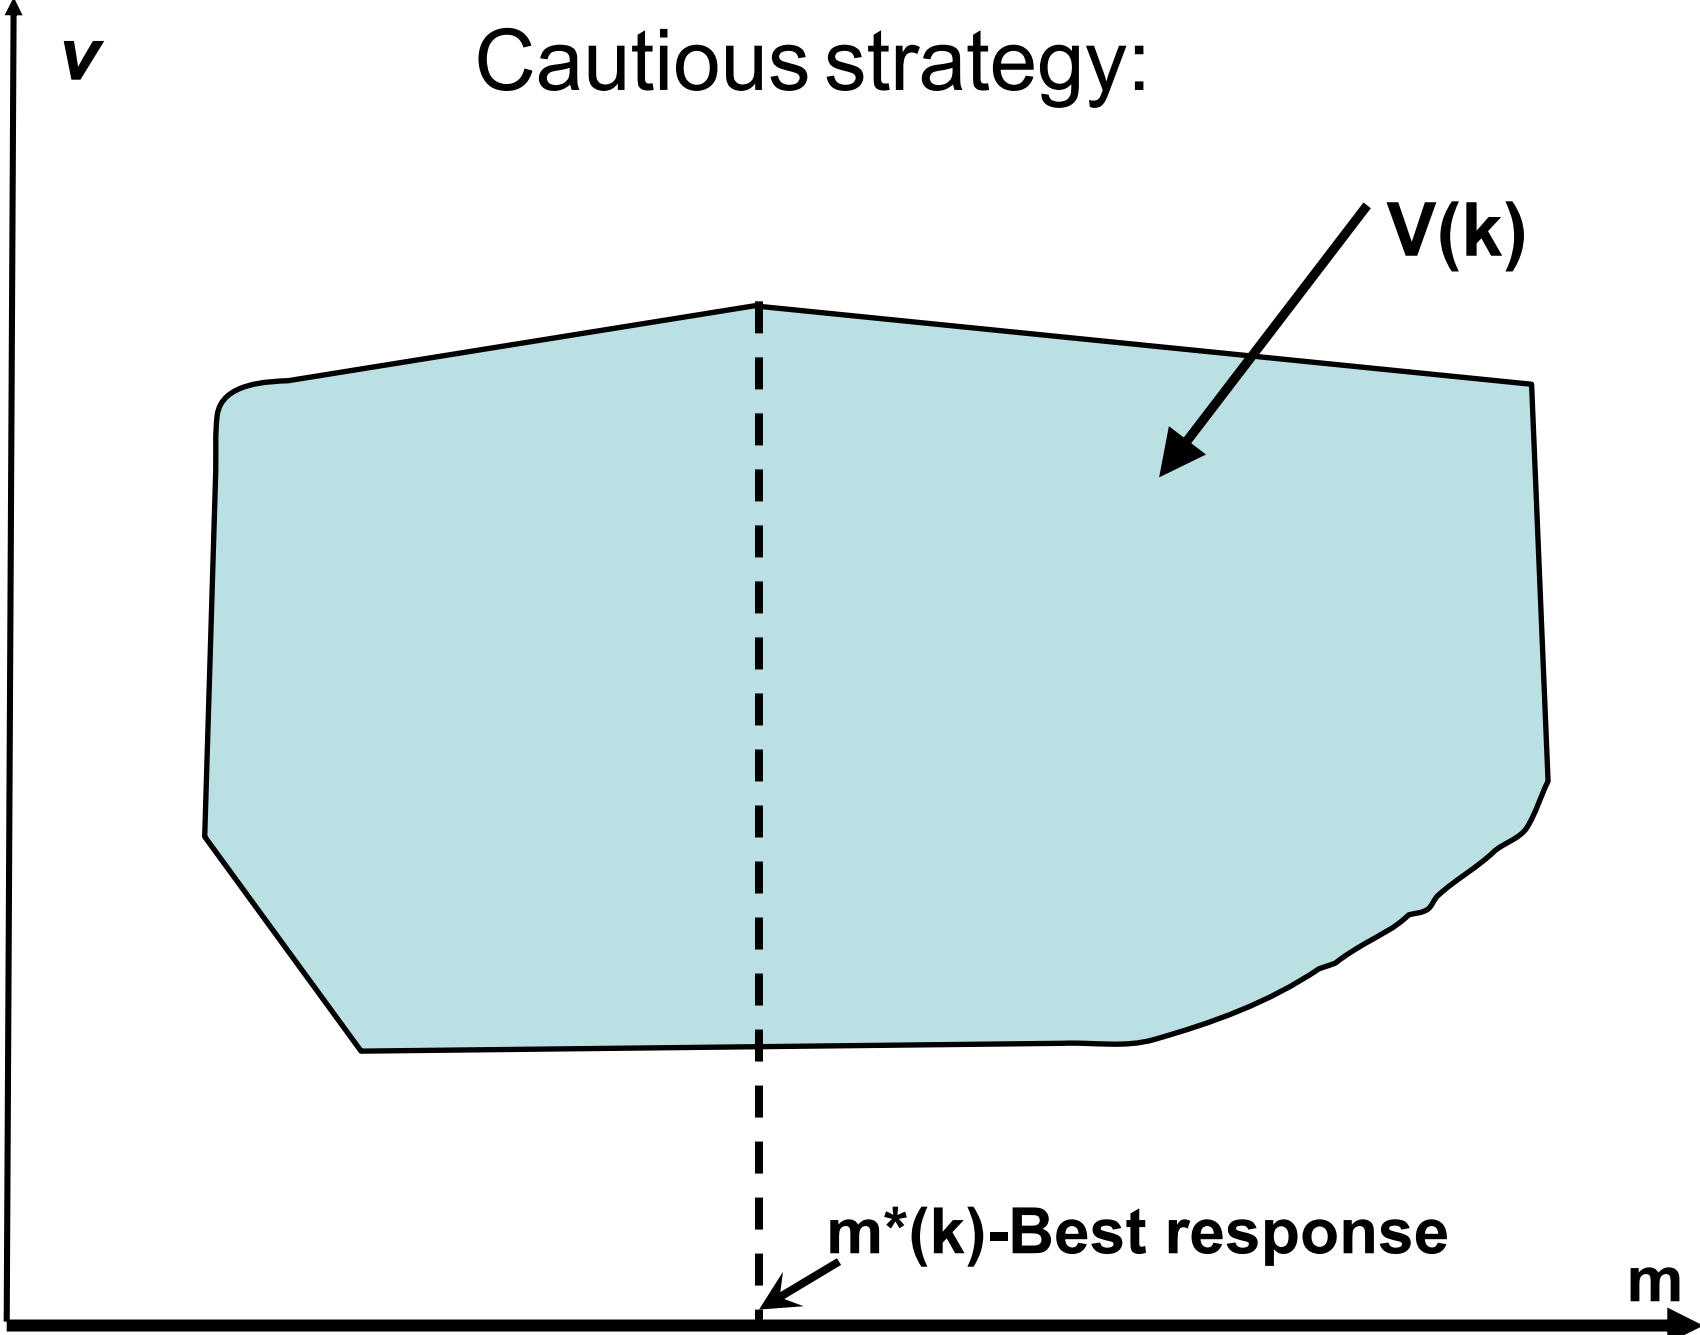 v
Cautious strategy:
V(k)
m*(k)-Best response
m